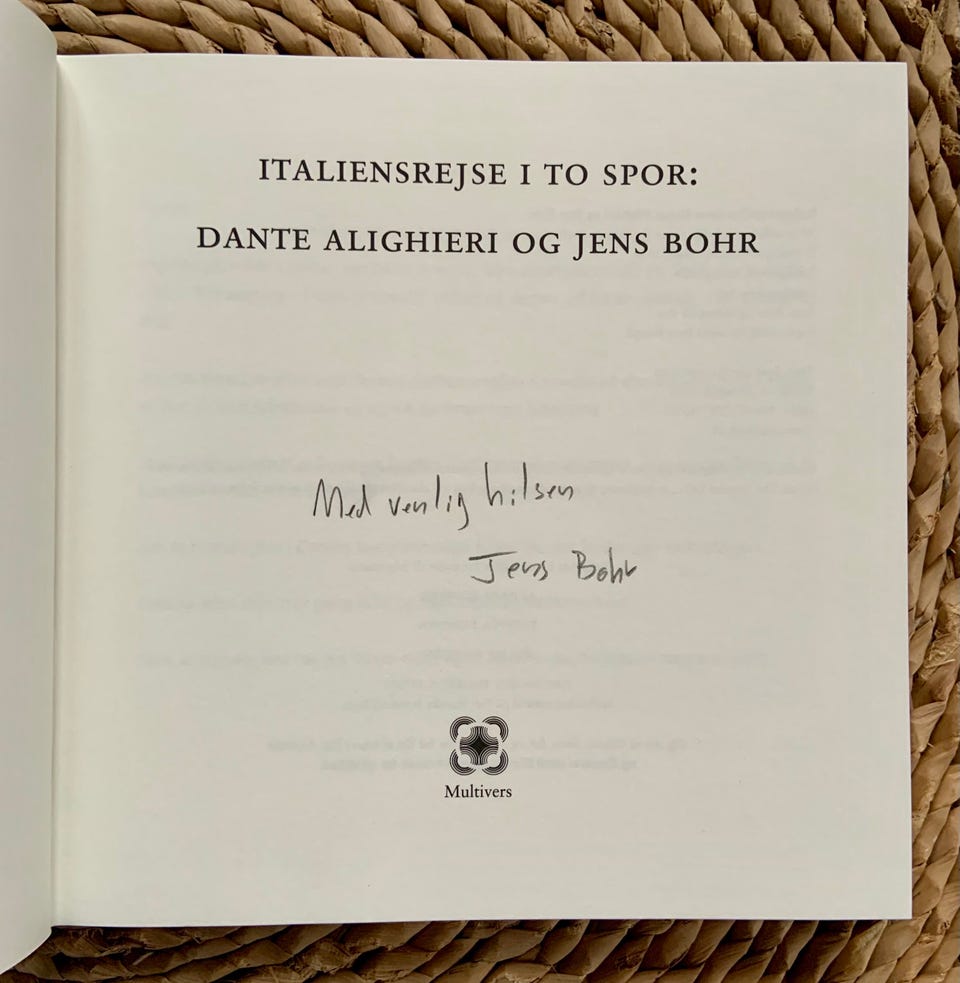 ITALIENSREJSE I TO SPOR:
DANTE ALIGHIERI OG JENS BOHR
Med venlig hilsen
Jens Bohr
Multivers